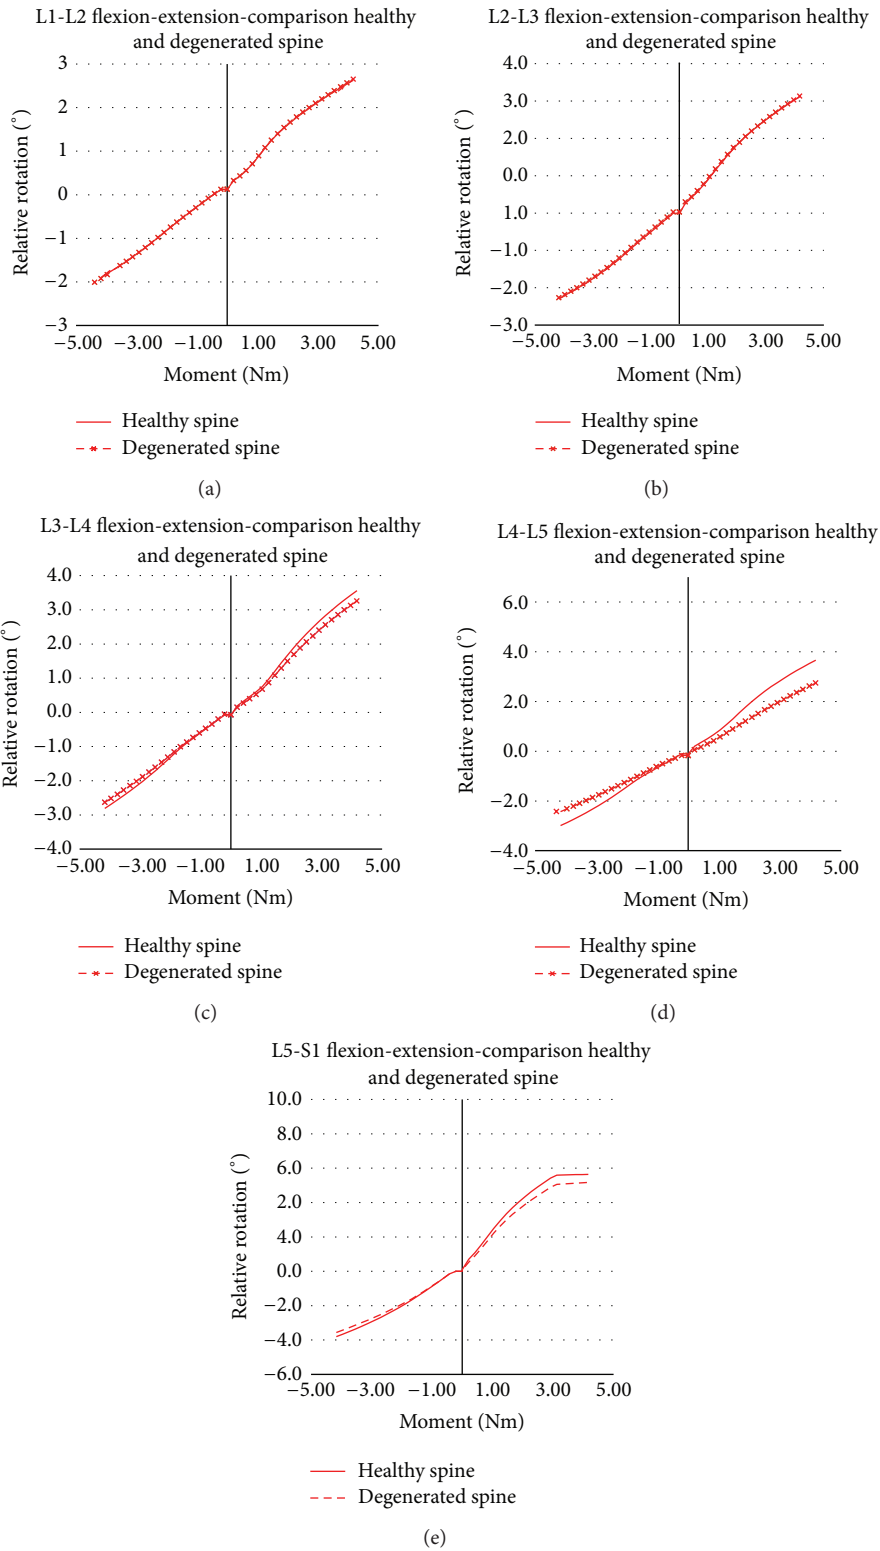 L1-L2 flexion-extension-comparison healthy
and degenerated spine
3
2
1
0
−1
−2
−3
Relative rotation (°)
−5.00 −3.00 −1.00 1.00 3.00 5.00
Moment (Nm)
Healthy spine
Degenerated spine
(a)
L2-L3 flexion-extension-comparison healthy
and degenerated spine
4.0
3.0
2.0
0.0
1.0
−1.0
−2.0
−3.0
Relative rotation (°)
−5.00 −3.00 −1.00 1.00 3.00 5.00
Moment (Nm)
Healthy spine
Degenerated spine
(b)
L3-L4 flexion-extension-comparison healthy
and degenerated spine
4.0
3.0
2.0
1.0
0.0
−1.0
−2.0
−3.0
−4.0
Relative rotation (°)
−5.00 −3.00 −1.00 1.00 3.00 5.00
Moment (Nm)
Healthy spine
Degenerated spine
(c)
L4-L5 flexion-extension-comparison healthy
and degenerated spine
6.0
4.0
2.0
0.0
−2.0
−4.0
Relative rotation (°)
−5.00 −3.00 −1.00 1.00 3.00 5.00
Moment (Nm)
Healthy spine
Degenerated spine
(d)
L5-S1 flexion-extension-comparison healthy
and degenerated spine
10.0
8.0
6.0
2.0
4.0
0.0
−2.0
−4.0
−6.0
Relative rotation (°)
−5.00 −3.00 −1.00 1.00 3.00 5.00
Moment (Nm)
Healthy spine
Degenerated spine
(e)